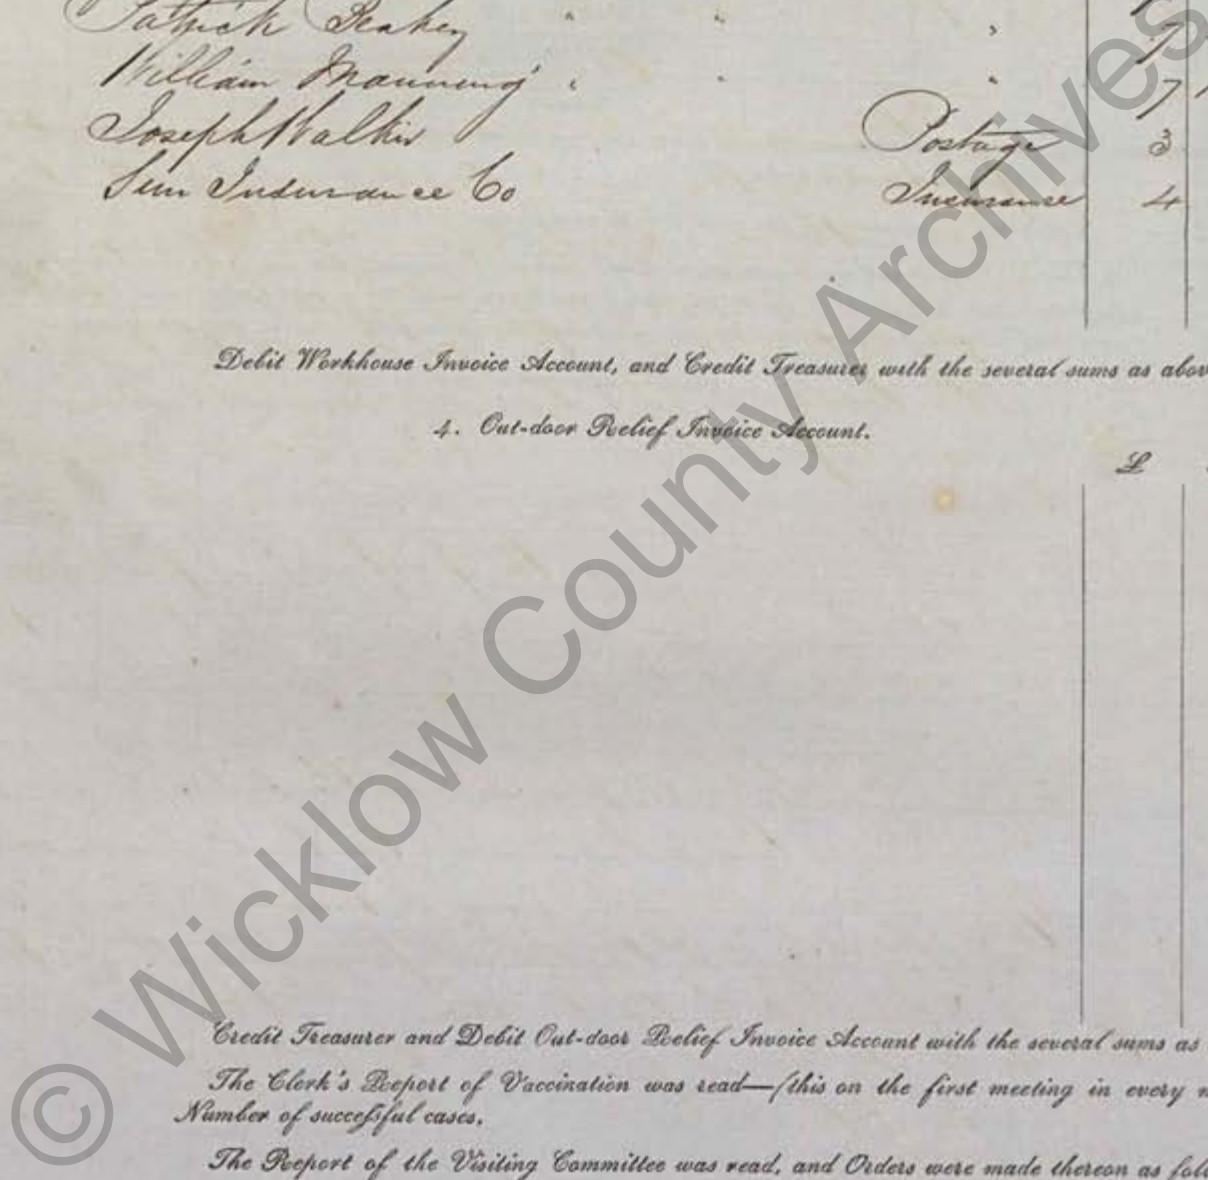 Patrick " " "
William Manning " " " 7
Joseph Walker Postage 3
Sun Insurance Co Insurance 4
Debit Workhouse Invoice Account, and Credit Treasurer with the several sums as abov
4. Out-door Relief Invoice Account.
£
Credit Treasurer and Debit Out-door Relief Invoice Account with the several sums as
The Clerk's Report of Vaccination was read—(this on the first meeting in every m
Number of successful cases.
The Report of the Visiting Committee was read, and Orders were made thereon as foll
© Wicklow County Archives